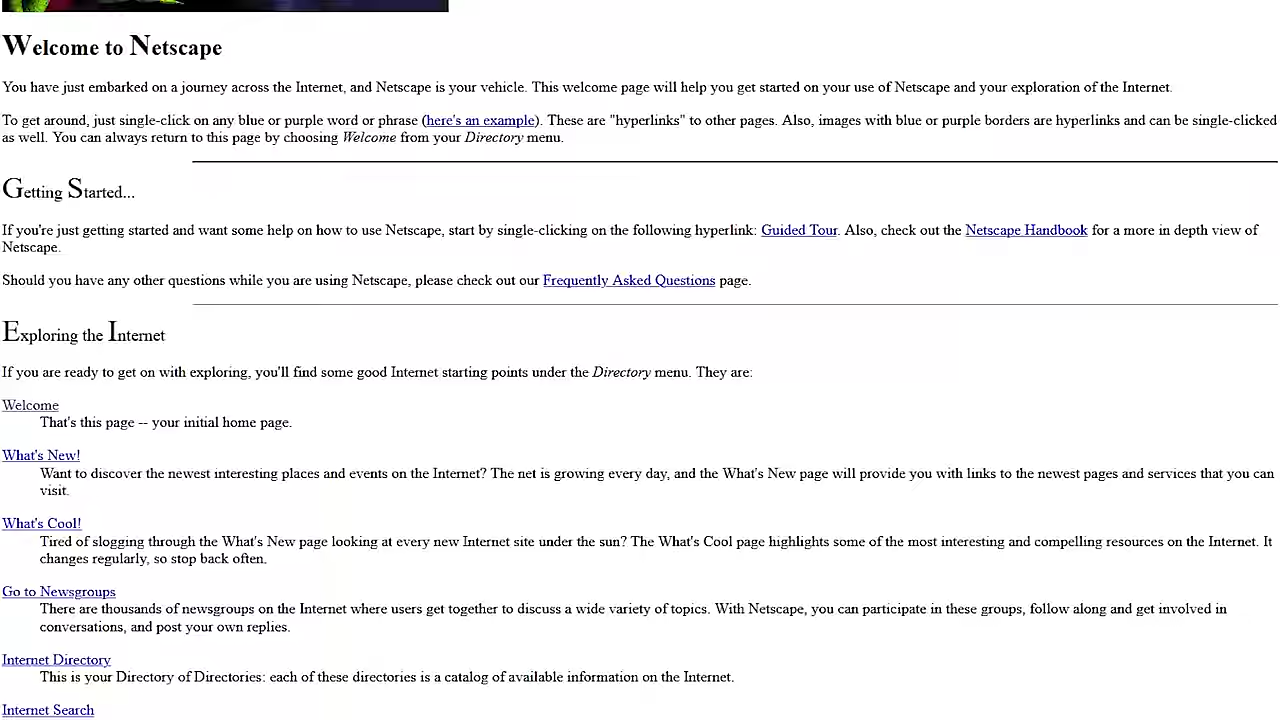 Welcome to Netscape
You have just embarked on a journey across the Internet, and Netscape is your vehicle. This welcome page will help you get started on your use of Netscape and your exploration of the Internet.
To get around, just single-click on any blue or purple word or phrase (here's an example). These are "hyperlinks" to other pages. Also, images with blue or purple borders are hyperlinks and can be single-clicked
as well. You can always return to this page by choosing Welcome from your Directory menu.
Getting Started...
If you're just getting started and want some help on how to use Netscape, start by single-clicking on the following hyperlink: Guided Tour. Also, check out the Netscape Handbook for a more in depth view of
Netscape.
Should you have any other questions while you are using Netscape, please check out our Frequently Asked Questions page.
Exploring the Internet
If you are ready to get on with exploring, you'll find some good Internet starting points under the Directory menu. They are:
Welcome
That's this page -- your initial home page.
What's New!
Want to discover the newest interesting places and events on the Internet? The net is growing every day, and the What's New page will provide you with links to the newest pages and services that you can
visit.
What's Cool!
Tired of slogging through the What's New page looking at every new Internet site under the sun? The What's Cool page highlights some of the most interesting and compelling resources on the Internet. It
changes regularly, so stop back often.
Go to Newsgroups
There are thousands of newsgroups on the Internet where users get together to discuss a wide variety of topics. With Netscape, you can participate in these groups, follow along and get involved in
conversations, and post your own replies.
Internet Directory
This is your Directory of Directories: each of these directories is a catalog of available information on the Internet.
Internet Search